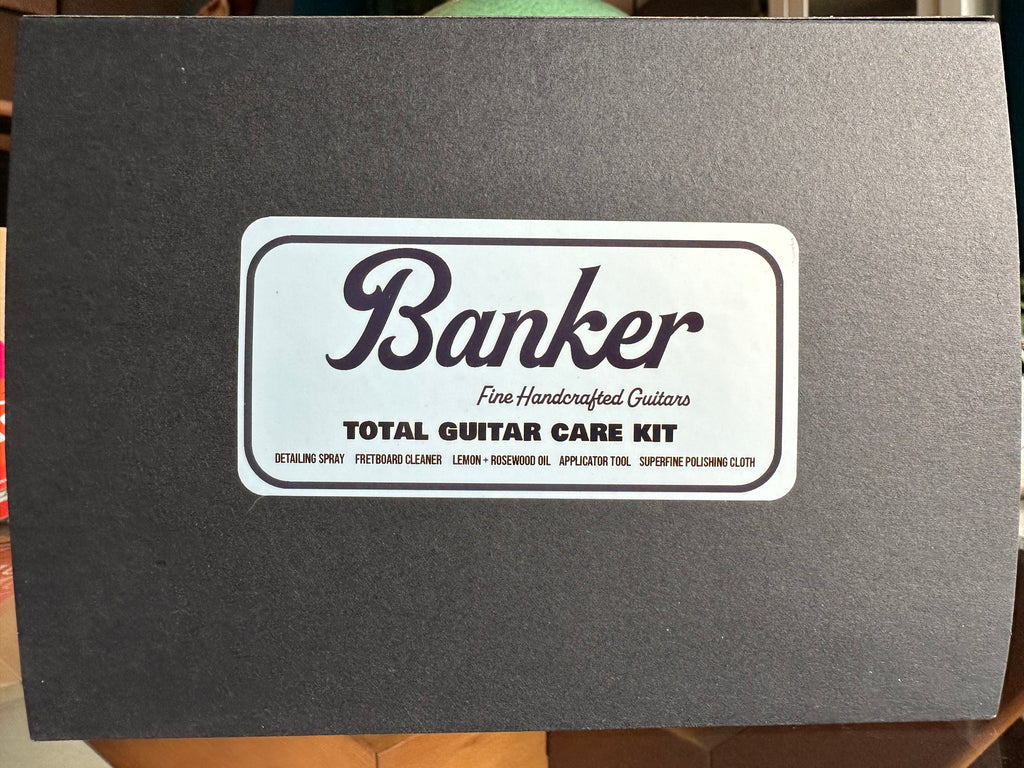 Banker
Fine Handcrafted Guitars
TOTAL GUITAR CARE KIT
DETAILING SPRAY FRETBOARD CLEANER LEMON + ROSEWOOD OIL APPLICATOR TOOL SUPERFINE POLISHING CLOTH